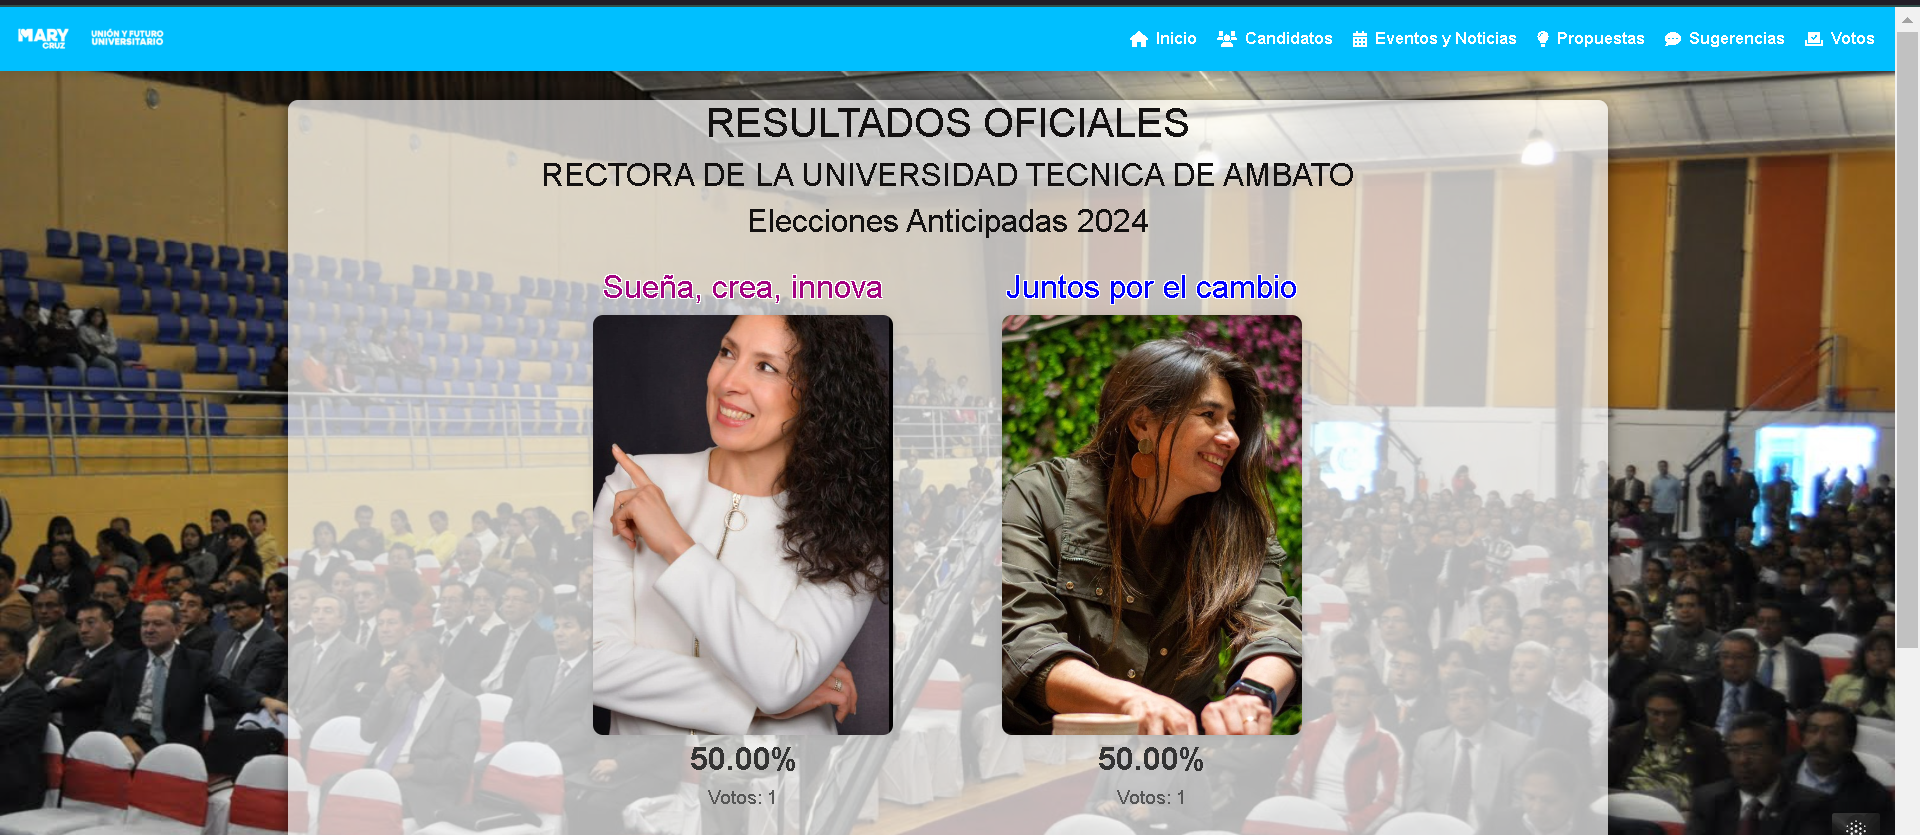 MARY
CRUZ
UNIÓN Y FUTURO
UNIVERSITARIO
Inicio
Candidatos
Eventos y Noticias
Propuestas
Sugerencias
Votos
RESULTADOS OFICIALES
RECTORA DE LA UNIVERSIDAD TECNICA DE AMBATO
Elecciones Anticipadas 2024
Sueña, crea, innova
Juntos por el cambio
50.00%
50.00%
Votos: 1
Votos: 1